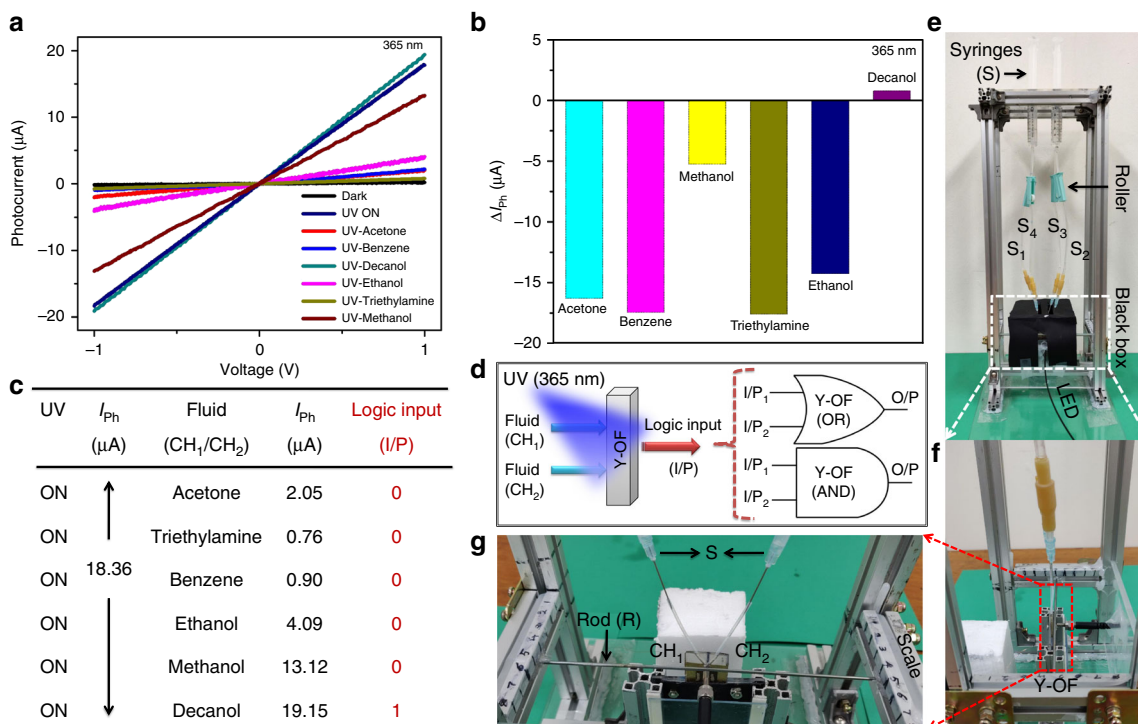 a
365 nm
Photocurrent (μA)
20
10
0
−10
−20
Dark
UV ON
UV-Acetone
UV-Benzene
UV-Decanol
UV-Ethanol
UV-Triethylamine
UV-Methanol
−1
0
1
Voltage (V)
b
365 nm
ΔIPh (μA)
5
0
−5
−10
−15
−20
Acetone
Benzene
Methanol
Triethylamine
Ethanol
Decanol
c
UV IPh Fluid IPh Logic input
(μA) (CH1/CH2) (μA) (I/P)
ON Acetone 2.05 0
ON Triethylamine 0.76 0
ON 18.36 Benzene 0.90 0
ON Ethanol 4.09 0
ON Methanol 13.12 0
ON Decanol 19.15 1
d
UV (365 nm)
Fluid
(CH1)
Fluid
(CH2)
Y-OF
Logic input
(I/P)
I/P1
I/P2
Y-OF
(OR)
O/P
I/P1
I/P2
Y-OF
(AND)
O/P
e
Syringes
(S)
Roller
S4
S3
S1
S2
Black box
LED
f
Y-OF
g
S
Rod (R)
CH1
CH2
Scale